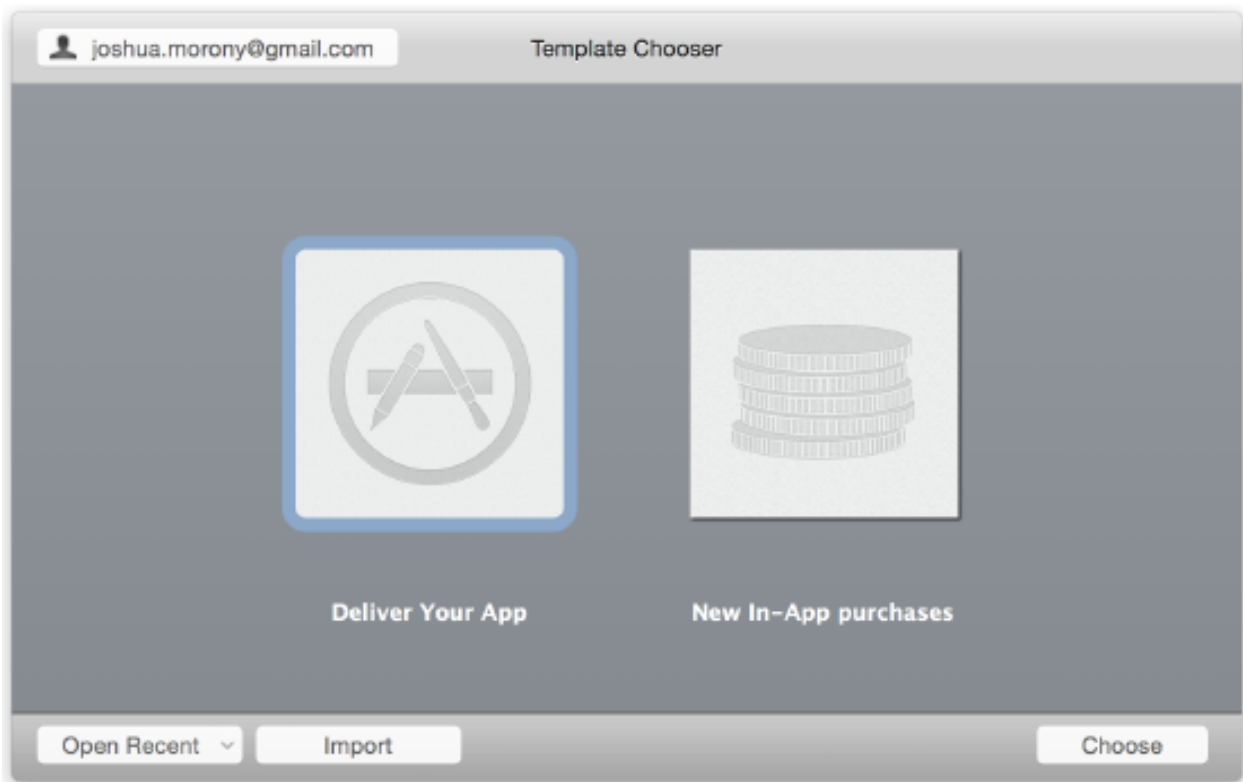 joshua.morony@gmail.com
Template Chooser
Deliver Your App
New In-App purchases
Open Recent
Import
Choose